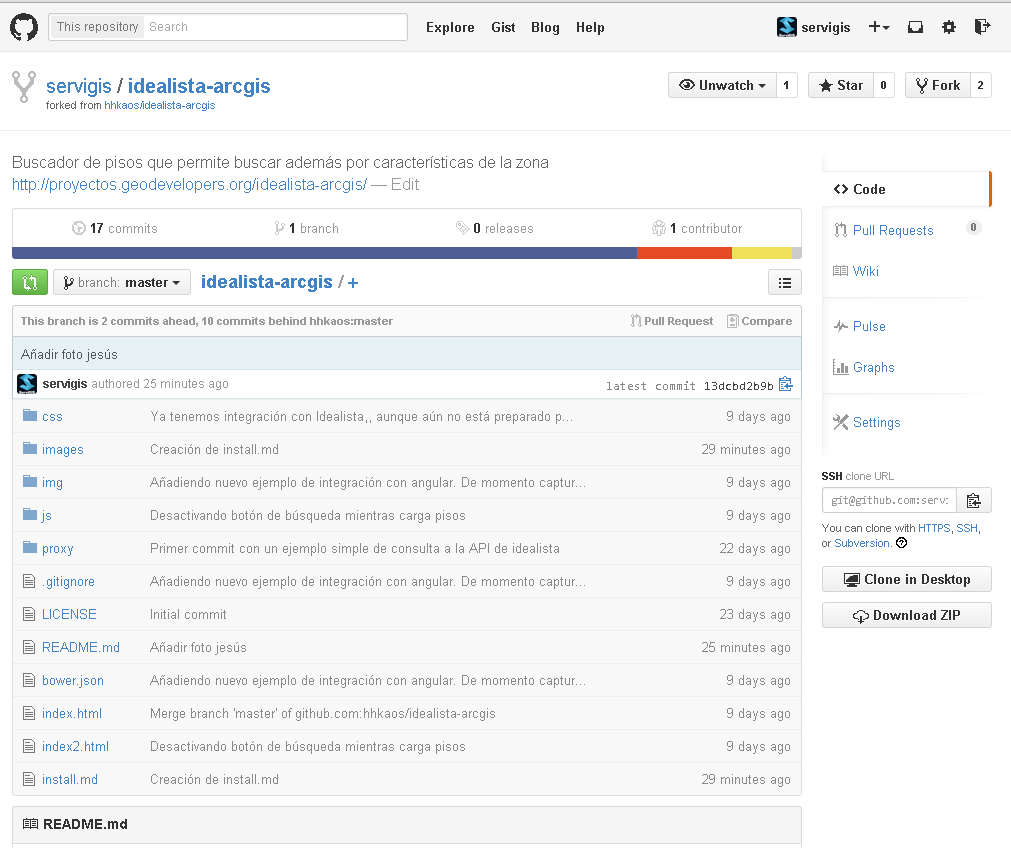 This repository Search Explore Gist Blog Help servigis
servigis / idealista-arcgis
forked from hhkaos/idealista-arcgis
Unwatch 1 Star 0 Fork 2
Buscador de pisos que permite buscar además por características de la zona
http://proyectos.geodevelopers.org/idealista-arcgis/ — Edit
17 commits 1 branch 0 releases 1 contributor
branch: master idealista-arcgis / +
This branch is 2 commits ahead, 10 commits behind hhkaos:master Pull Request Compare
Añadir foto jesús
servigis authored 25 minutes ago latest commit 13dcbd2b9b
css Ya tenemos integración con Idealista,, aunque aún no está preparado p... 9 days ago
images Creación de install.md 29 minutes ago
img Añadiendo nuevo ejemplo de integración con angular. De momento captur... 9 days ago
js Desactivando botón de búsqueda mientras carga pisos 9 days ago
proxy Primer commit con un ejemplo simple de consulta a la API de idealista 22 days ago
.gitignore Añadiendo nuevo ejemplo de integración con angular. De momento captur... 9 days ago
LICENSE Initial commit 23 days ago
README.md Añadir foto jesús 25 minutes ago
bower.json Añadiendo nuevo ejemplo de integración con angular. De momento captur... 9 days ago
index.html Merge branch 'master' of github.com:hhkaos/idealista-arcgis 9 days ago
index2.html Desactivando botón de búsqueda mientras carga pisos 9 days ago
install.md Creación de install.md 29 minutes ago
README.md
Code
Pull Requests 0
Wiki
Pulse
Graphs
Settings
SSH clone URL
git@github.com:serv:
You can clone with HTTPS, SSH,
or Subversion.
Clone in Desktop
Download ZIP